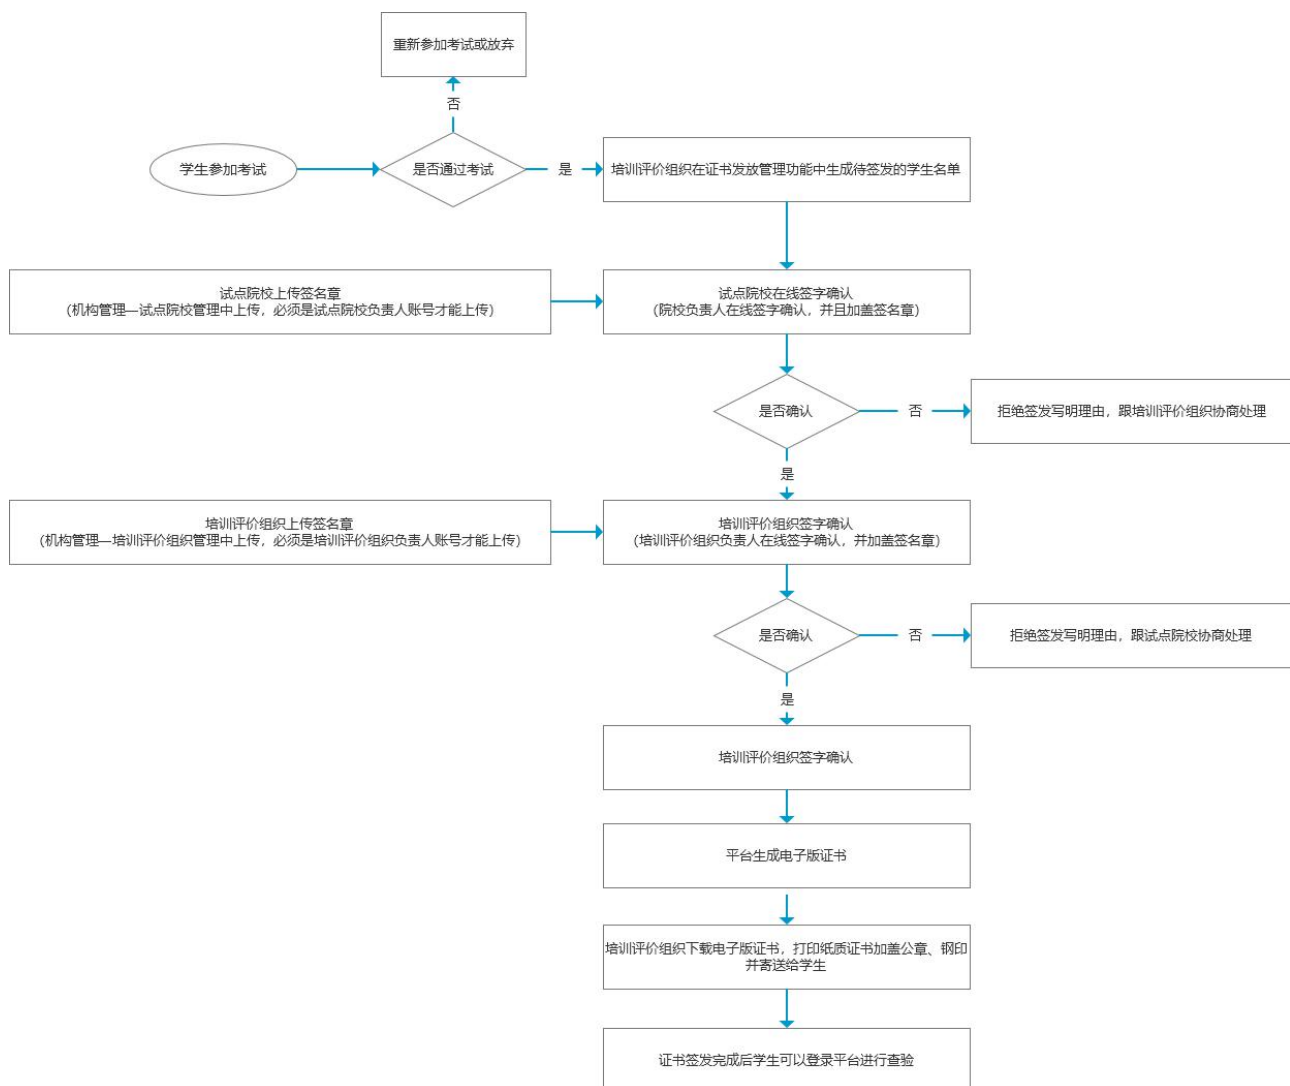 重新参加考试或放弃
否
学生参加考试
是否通过考试
是
培训评价组织在证书发放管理功能中生成待签发的学生名单
试点院校上传签名章
（机构管理—试点院校管理中上传，必须是试点院校负责人账号才能上传）
试点院校在线签字确认
（院校负责人在线签字确认，并且加盖签名章）
是否确认
否
拒绝签发写明理由，跟培训评价组织协商处理
是
培训评价组织上传签名章
（机构管理—培训评价组织管理中上传，必须是培训评价组织负责人账号才能上传）
培训评价组织签字确认
（培训评价组织负责人在线签字确认，并加盖签名章）
是否确认
否
拒绝签发写明理由，跟试点院校协商处理
是
培训评价组织签字确认
平台生成电子版证书
培训评价组织下载电子版证书，打印纸质证书加盖公章、钢印
并寄送给学生
证书签发完成后学生可以登录平台进行查验